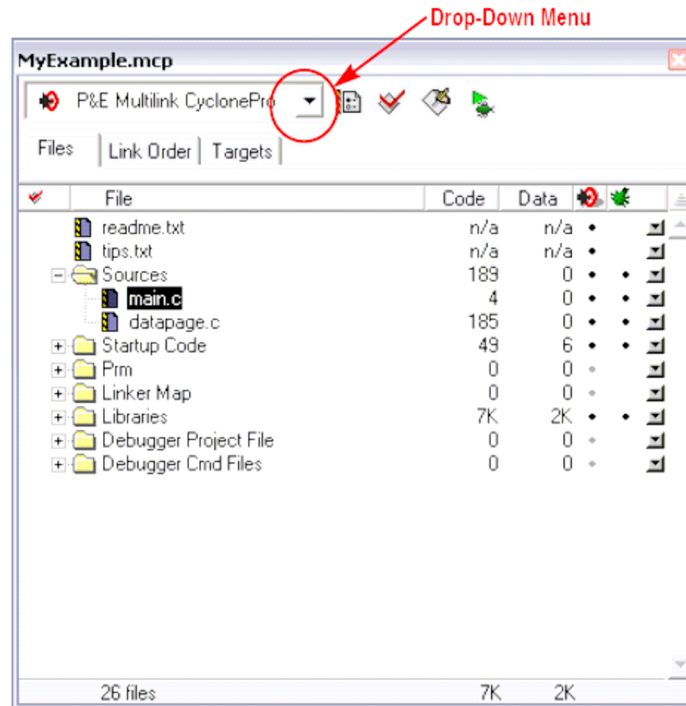 Drop-Down Menu
MyExample.mcp
P&E Multilink CyclonePro
Files Link Order Targets
File Code Data
readme.txt n/a n/a
tips.txt n/a n/a
Sources 189 0
main.c 4 0
datapage.c 185 0
Startup Code 49 6
Prm 0 0
Linker Map 0 0
Libraries 7K 2K
Debugger Project File 0 0
Debugger Cmd Files 0 0
26 files 7K 2K